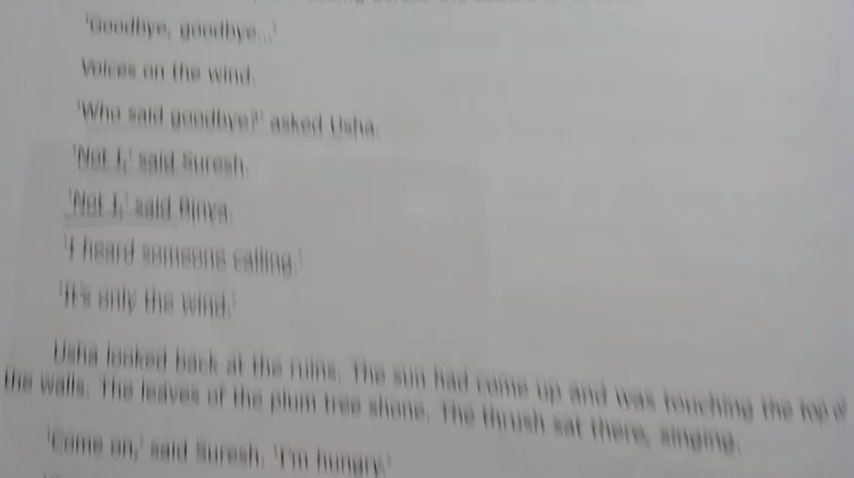 'Goodbye, goodbye...'
Voices on the wind.
'Who said goodbye?' asked Usha.
'Not I,' said Suresh.
'Not I,' said Binya.
'I heard someone calling.'
'It's only the wind.'
Usha looked back at the ruins. The sun had come up and was touching the top of
the walls. The leaves of the plum tree shone. The thrush sat there, singing.
'Come on,' said Suresh. 'I'm hungry.'